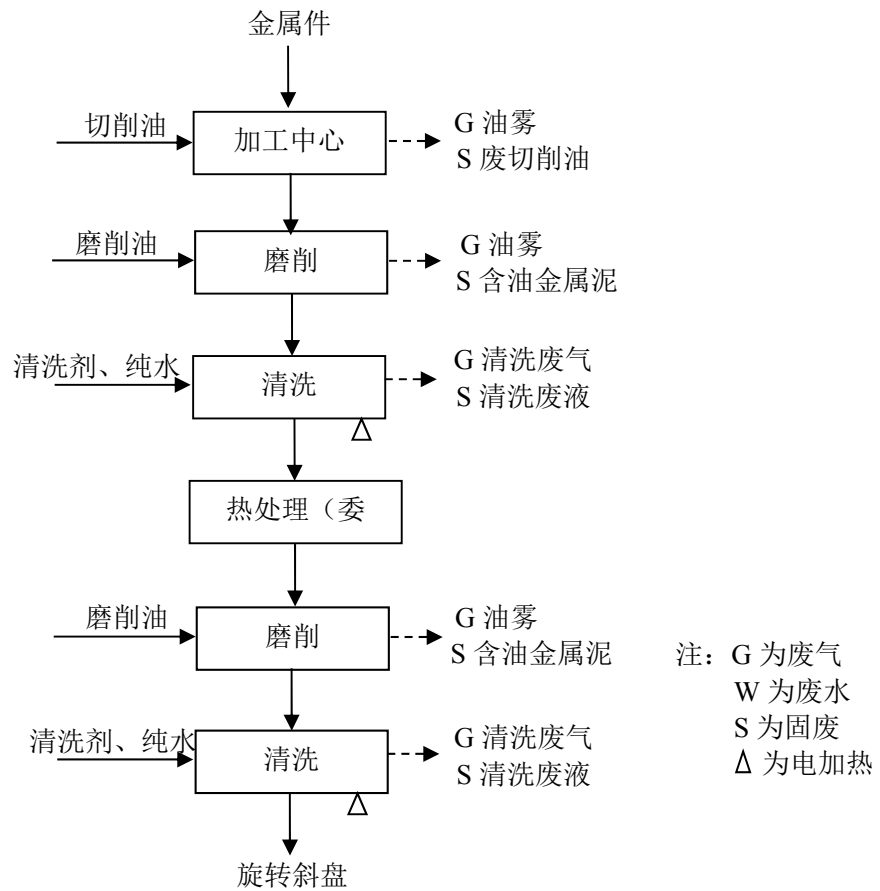 金属件
切削油
加工中心
G 油雾
S 废切削油
磨削油
磨削
G 油雾
S 含油金属泥
清洗剂、纯水
清洗
G 清洗废气
S 清洗废液
热处理（委
磨削油
磨削
G 油雾
S 含油金属泥
清洗剂、纯水
清洗
G 清洗废气
S 清洗废液
旋转斜盘
注：G 为废气
W 为废水
S 为固废
Δ 为电加热